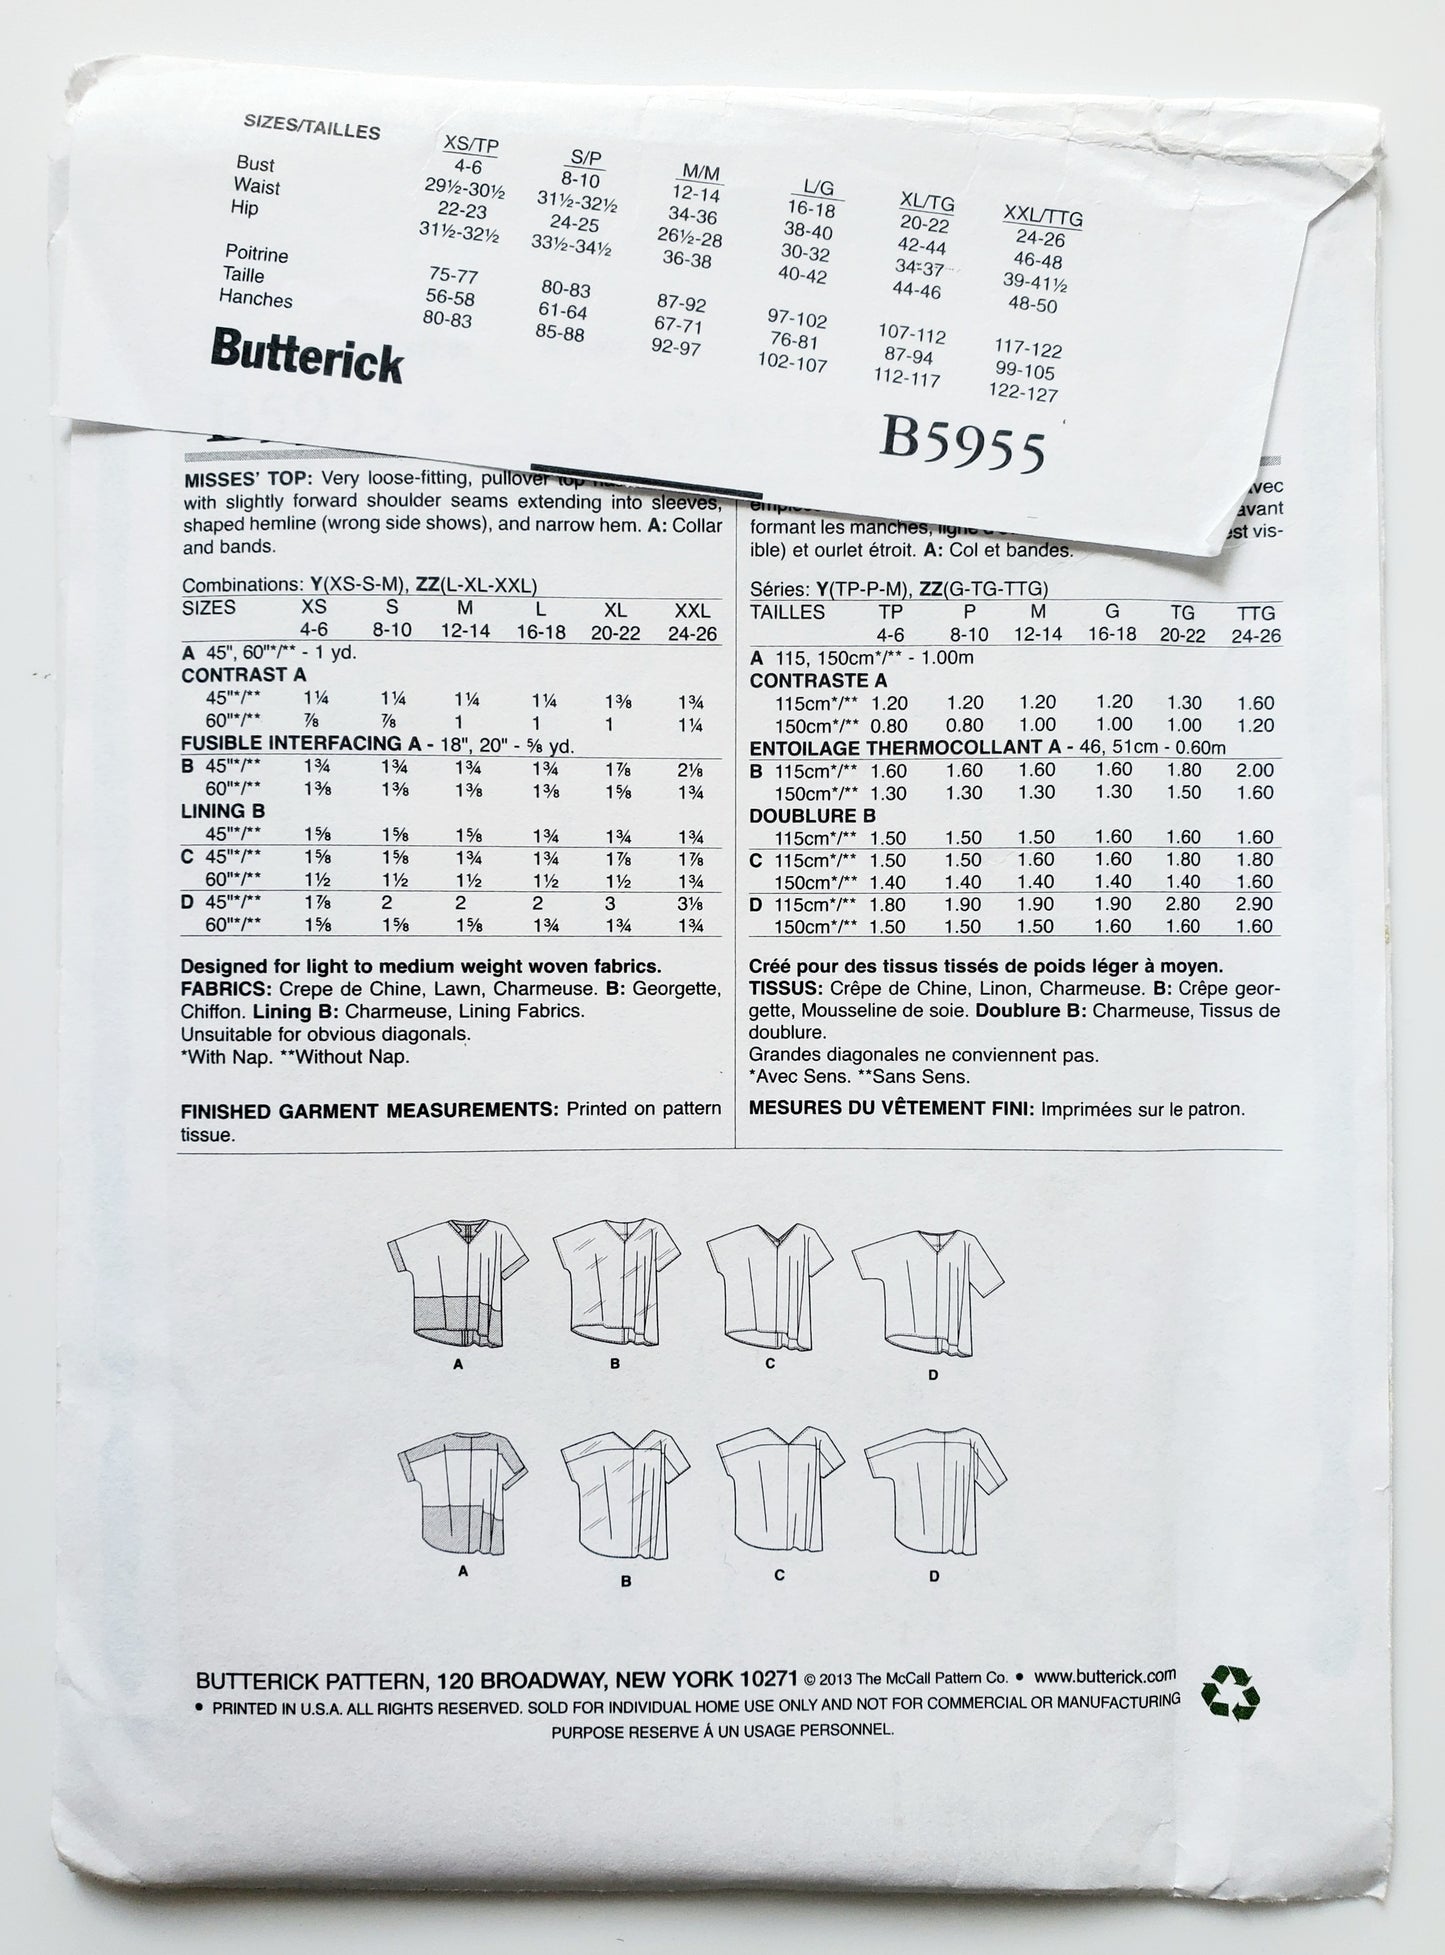 SIZES/TAILLES XS/TP S/P M/M L/G XL/TG XXL/TTG
4-6 8-10 12-14 16-18 20-22 24-26
Bust 29½-30½ 31½-32½ 34-36 38-40 42-44 46-48
Waist 22-23 24-25 26½-28 30-32 34-37 39-41½
Hip 31½-32½ 33½-34½ 36-38 40-42 44-46 48-50
Poitrine 75-77 80-83 87-92 97-102 107-112 117-122
Taille 56-58 61-64 67-71 76-81 87-94 99-105
Hanches 80-83 85-88 92-97 102-107 112-117 122-127
Butterick
B5955
MISSES' TOP: Very loose-fitting, pullover top
with slightly forward shoulder seams extending into sleeves,
shaped hemline (wrong side shows), and narrow hem. A: Collar
and bands.
Combinations: Y(XS-S-M), ZZ(L-XL-XXL)
SIZES XS S M L XL XXL
4-6 8-10 12-14 16-18 20-22 24-26
A 45", 60"*/** - 1 yd.
CONTRAST A
45"*/** 1¼ 1¼ 1¼ 1¼ 1⅜ 1¾
60"*/** ⅞ ⅞ 1 1 1 1¼
FUSIBLE INTERFACING A - 18", 20" - ⅝ yd.
B 45"*/** 1¾ 1¾ 1¾ 1¾ 1⅞ 2⅛
60"*/** 1⅜ 1⅜ 1⅜ 1⅜ 1⅝ 1¾
LINING B
45"*/** 1⅝ 1⅝ 1⅝ 1¾ 1¾ 1¾
C 45"*/** 1⅝ 1⅝ 1¾ 1¾ 1⅞ 1⅞
60"*/** 1½ 1½ 1½ 1½ 1½ 1¾
D 45"*/** 1⅞ 2 2 2 3 3⅛
60"*/** 1⅝ 1⅝ 1⅝ 1¾ 1¾ 1¾
Designed for light to medium weight woven fabrics.
FABRICS: Crepe de Chine, Lawn, Charmeuse. B: Georgette,
Chiffon. Lining B: Charmeuse, Lining Fabrics.
Unsuitable for obvious diagonals.
*With Nap. **Without Nap.
FINISHED GARMENT MEASUREMENTS: Printed on pattern
tissue.
avec
avant
formant les manches, est vis-
ible) et ourlet étroit. A: Col et bandes.
Séries: Y(TP-P-M), ZZ(G-TG-TTG)
TAILLES TP P M G TG TTG
4-6 8-10 12-14 16-18 20-22 24-26
A 115, 150cm*/** - 1.00m
CONTRASTE A
115cm*/** 1.20 1.20 1.20 1.20 1.30 1.60
150cm*/** 0.80 0.80 1.00 1.00 1.00 1.20
ENTOILAGE THERMOCOLLANT A - 46, 51cm - 0.60m
B 115cm*/** 1.60 1.60 1.60 1.60 1.80 2.00
150cm*/** 1.30 1.30 1.30 1.30 1.50 1.60
DOUBLURE B
115cm*/** 1.50 1.50 1.50 1.60 1.60 1.60
C 115cm*/** 1.50 1.50 1.60 1.60 1.80 1.80
150cm*/** 1.40 1.40 1.40 1.40 1.40 1.60
D 115cm*/** 1.80 1.90 1.90 1.90 2.80 2.90
150cm*/** 1.50 1.50 1.50 1.60 1.60 1.60
Créé pour des tissus tissés de poids léger à moyen.
TISSUS: Crêpe de Chine, Linon, Charmeuse. B: Crêpe geor-
gette, Mousseline de soie. Doublure B: Charmeuse, Tissus de
doublure.
Grandes diagonales ne conviennent pas.
*Avec Sens. **Sans Sens.
MESURES DU VÊTEMENT FINI: Imprimées sur le patron.
A B C D
A B C D
BUTTERICK PATTERN, 120 BROADWAY, NEW YORK 10271 © 2013 The McCall Pattern Co. • www.butterick.com
• PRINTED IN U.S.A. ALL RIGHTS RESERVED. SOLD FOR INDIVIDUAL HOME USE ONLY AND NOT FOR COMMERCIAL OR MANUFACTURING
PURPOSE RESERVE Á UN USAGE PERSONNEL.